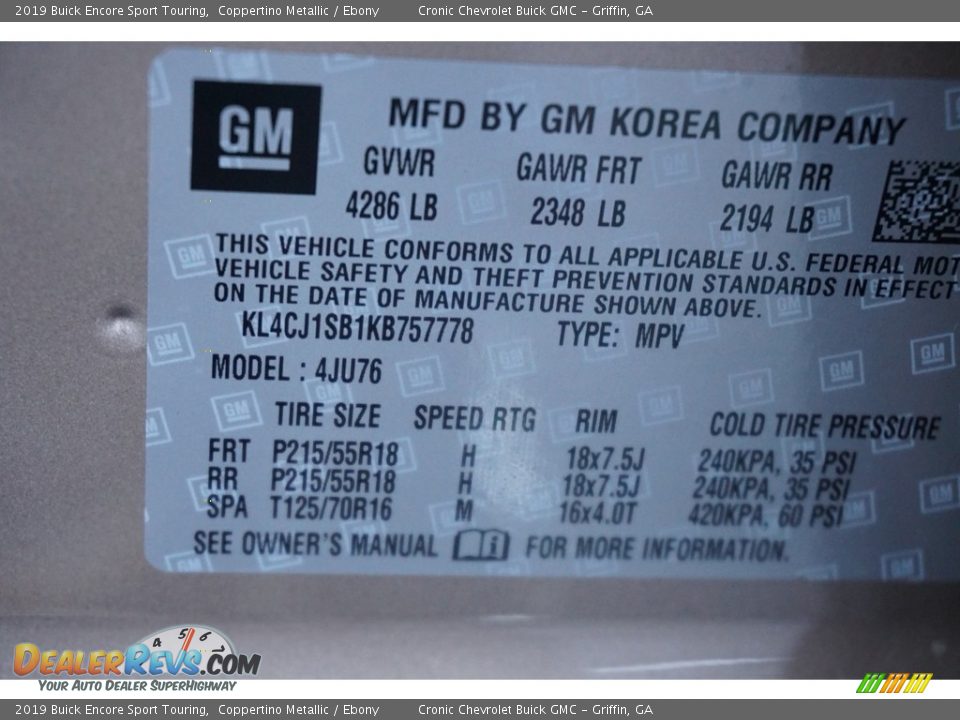 2019 Buick Encore Sport Touring, Coppertino Metallic / Ebony Cronic Chevrolet Buick GMC - Griffin, GA
GM
MFD BY GM KOREA COMPANY
GVWR GAWR FRT GAWR RR
4286 LB 2348 LB 2194 LB
THIS VEHICLE CONFORMS TO ALL APPLICABLE U.S. FEDERAL MOT
VEHICLE SAFETY AND THEFT PREVENTION STANDARDS IN EFFECT
ON THE DATE OF MANUFACTURE SHOWN ABOVE.
KL4CJ1SB1KB757778 TYPE: MPV
MODEL : 4JU76
TIRE SIZE SPEED RTG RIM COLD TIRE PRESSURE
FRT P215/55R18 H 18x7.5J 240KPA, 35 PSI
RR P215/55R18 H 18x7.5J 240KPA, 35 PSI
SPA T125/70R16 M 16x4.0T 420KPA, 60 PSI
SEE OWNER'S MANUAL FOR MORE INFORMATION.
4 5 6 7
DEALERREVS.COM
YOUR AUTO DEALER SUPERHIGHWAY
2019 Buick Encore Sport Touring, Coppertino Metallic / Ebony Cronic Chevrolet Buick GMC - Griffin, GA